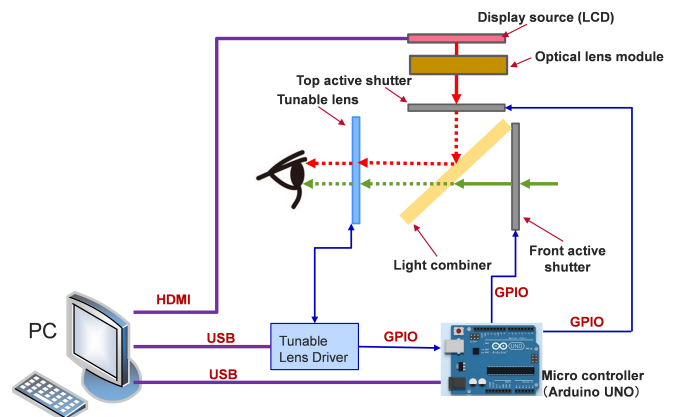 Display source (LCD)
Optical lens module
Top active shutter
Tunable lens
Light combiner
Front active
shutter
HDMI
GPIO
PC
USB
Tunable
Lens Driver
GPIO
GPIO
UNO
USB
Micro controller
(Arduino UNO)